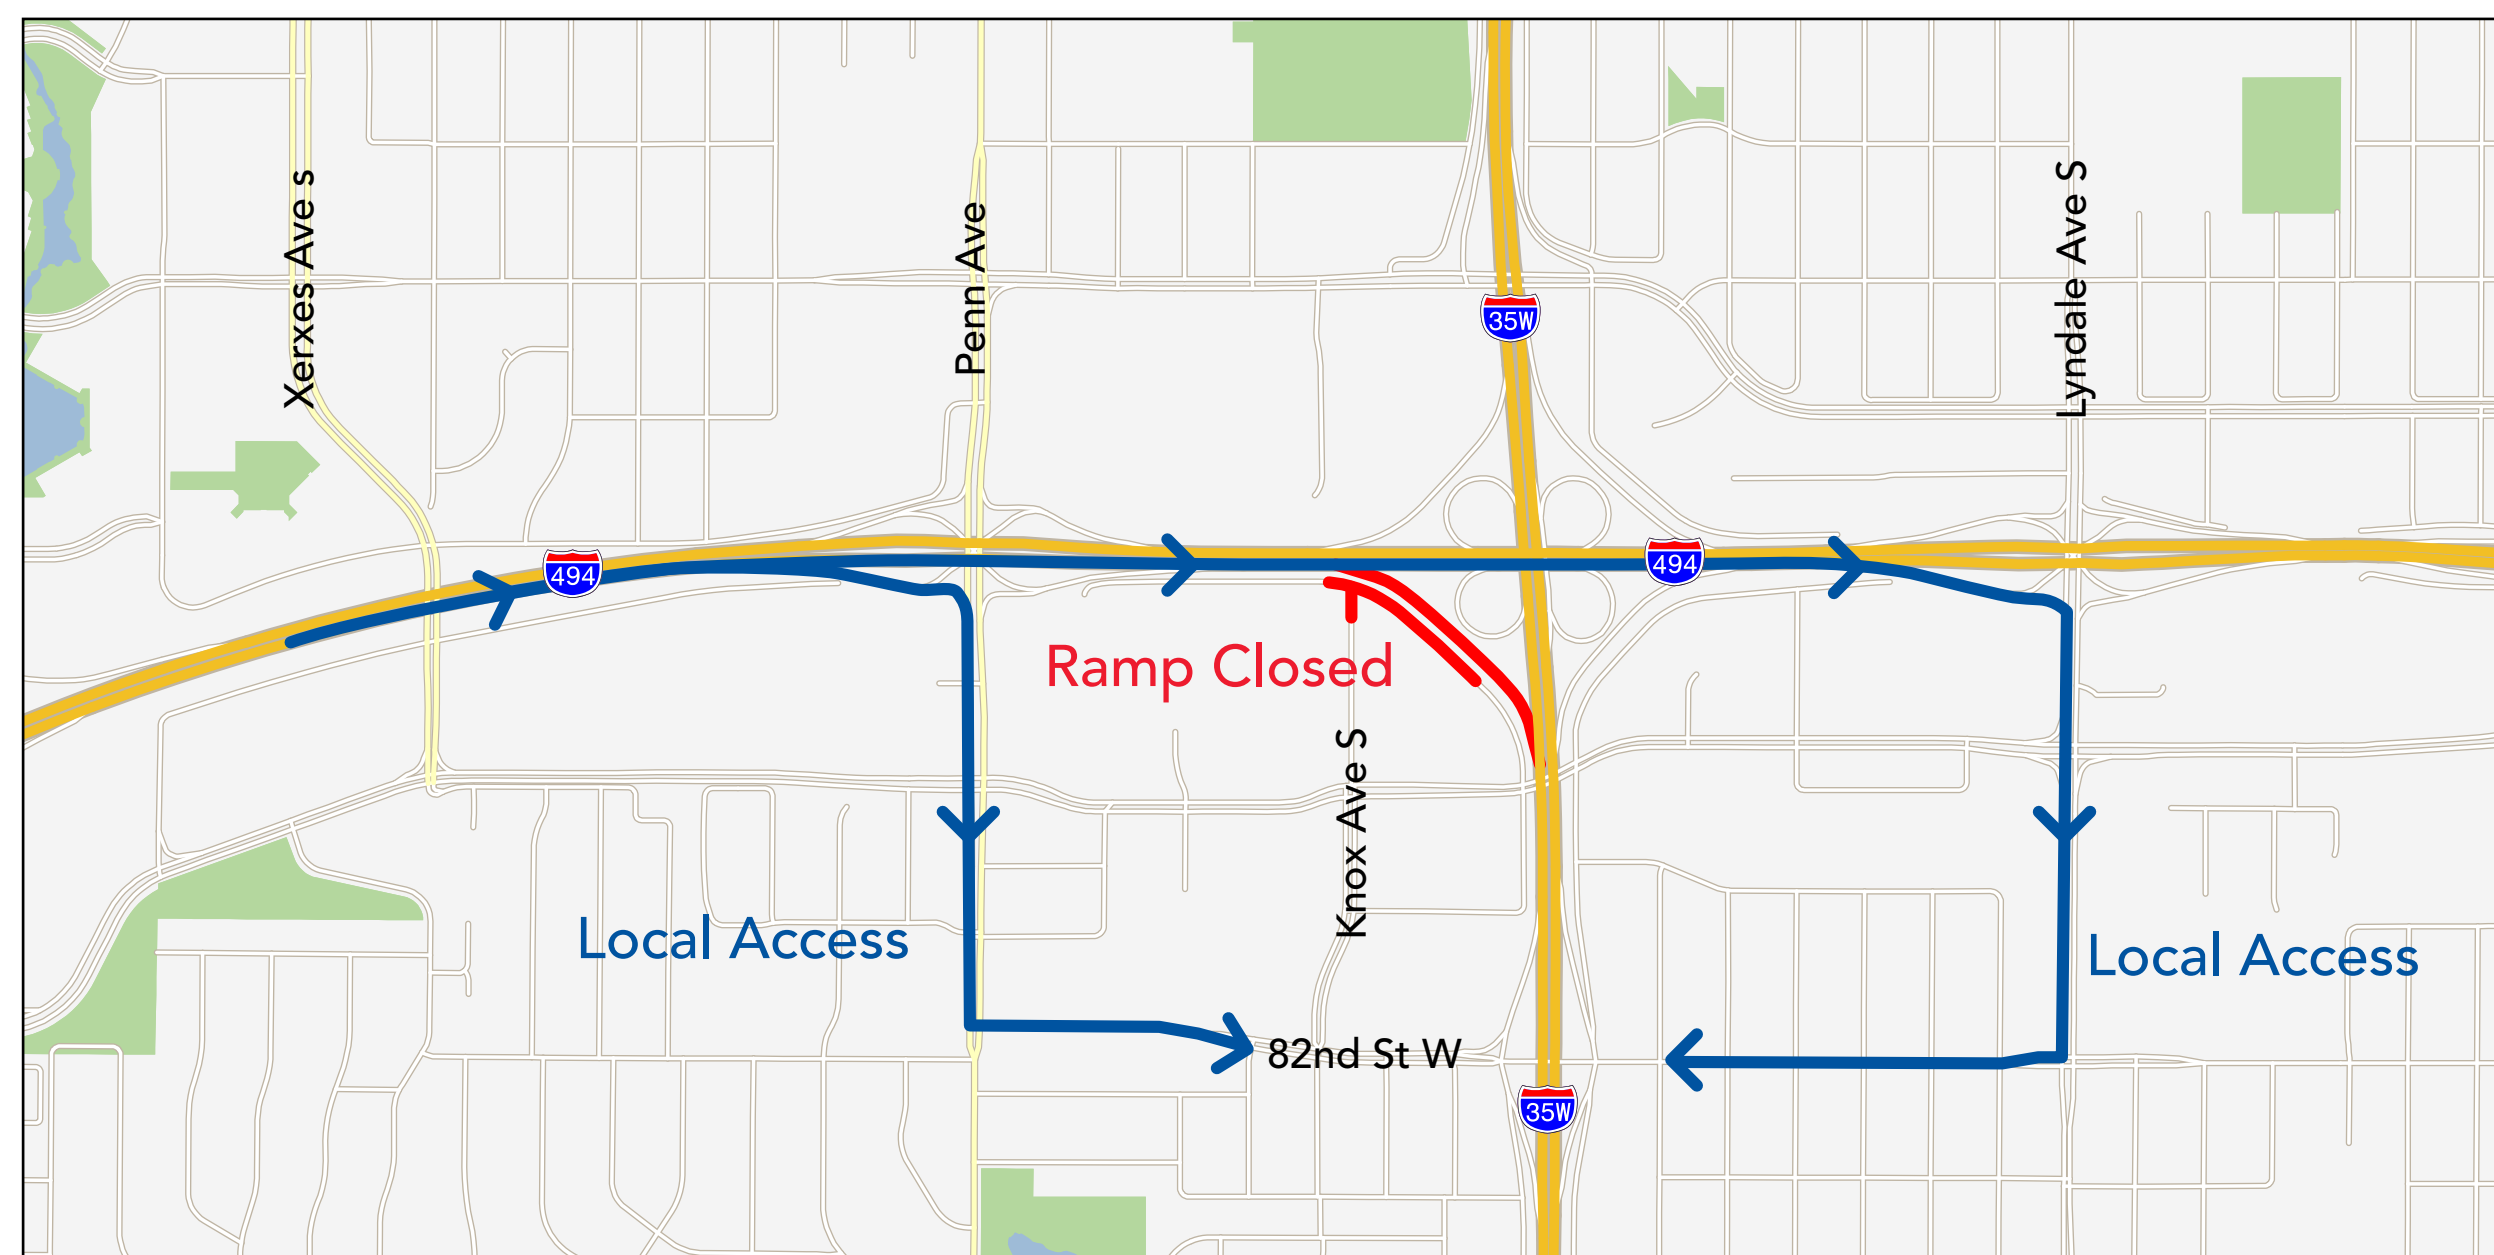 Xerxes Ave s
Penn Ave
Lyndale Ave S
35W
494
494
Ramp Closed
Knox Ave S
Local Access
Local Access
82nd St W
35W